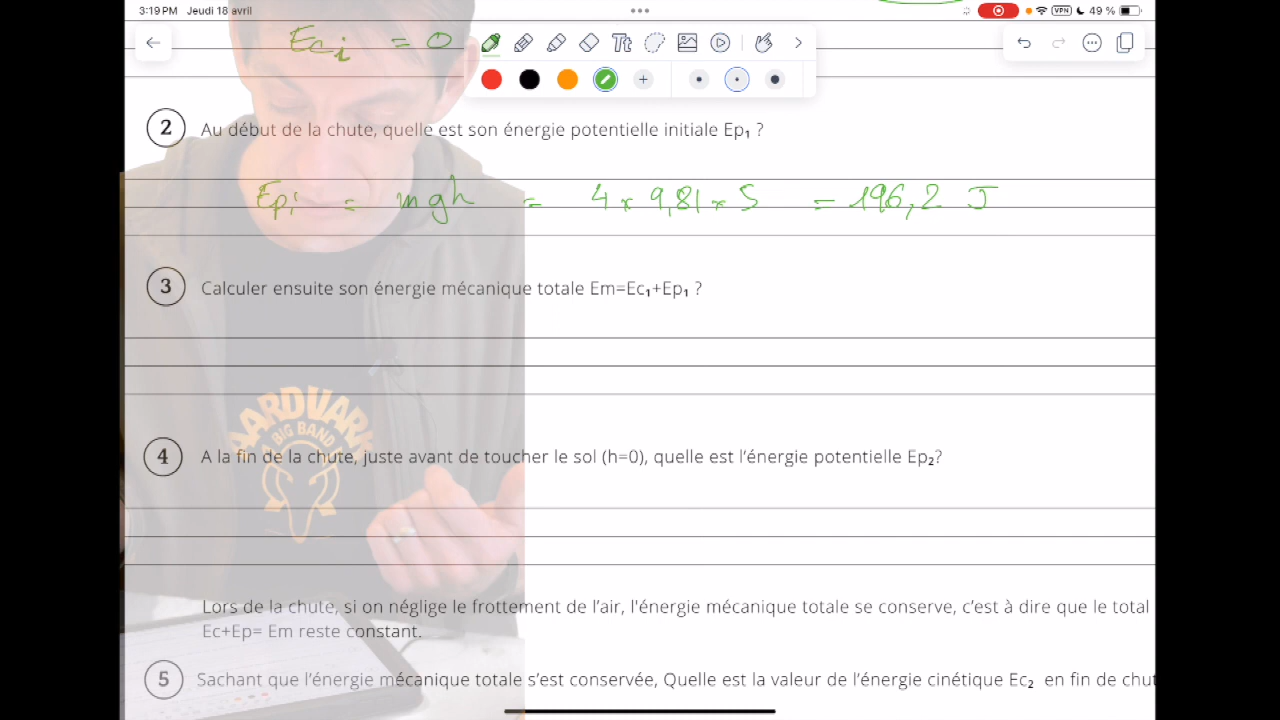 3:19 PM Jeudi 18 avril
VPN 49 %
Eci = 0
Tt
2 Au début de la chute, quelle est son énergie potentielle initiale Ep₁ ?
Epi = mgh = 4 x 9,81 x 5 = 196,2 J
3 Calculer ensuite son énergie mécanique totale Em=Ec₁+Ep₁ ?
AARDVARK
BIG BAND
4 A la fin de la chute, juste avant de toucher le sol (h=0), quelle est l'énergie potentielle Ep₂?
Lors de la chute, si on néglige le frottement de l'air, l'énergie mécanique totale se conserve, c'est à dire que le total
Ec+Ep= Em reste constant.
5 Sachant que l'énergie mécanique totale s'est conservée, Quelle est la valeur de l'énergie cinétique Ec₂ en fin de chut